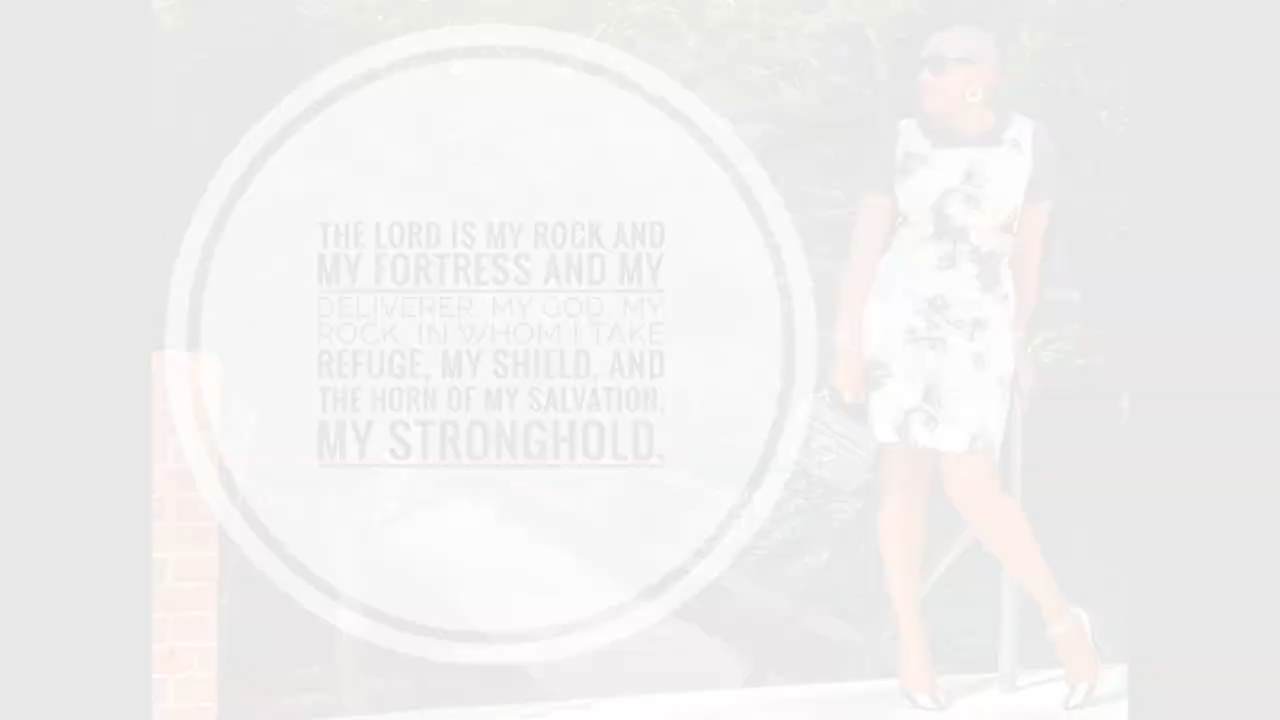 THE LORD IS MY ROCK AND
MY FORTRESS AND MY
DELIVERER, MY GOD, MY
ROCK, IN WHOM I TAKE
REFUGE, MY SHIELD, AND
THE HORN OF MY SALVATION,
MY STRONGHOLD.